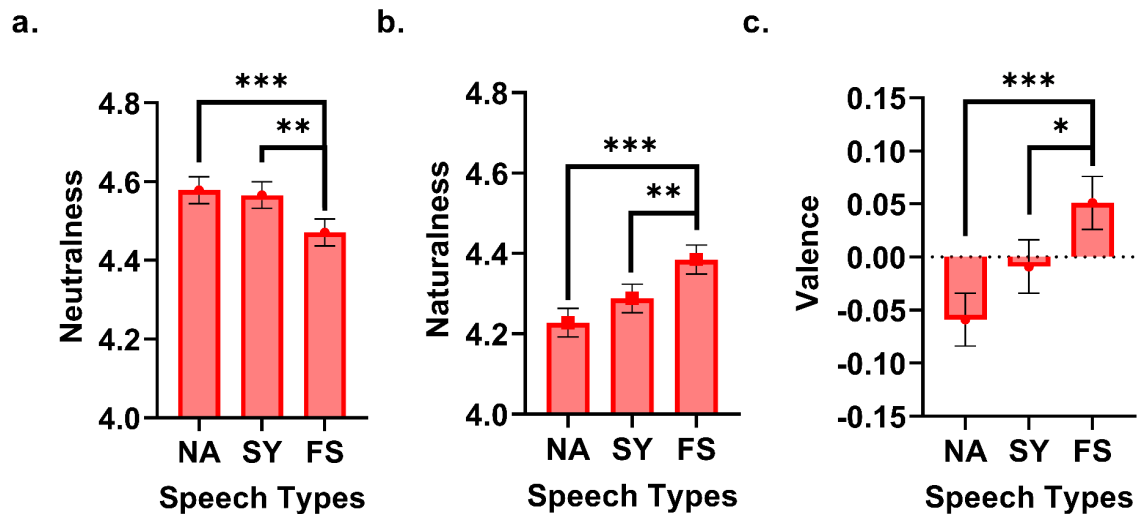 a.
***
**
4.8
4.6
4.4
4.2
4.0
Neutralness
NA SY FS
Speech Types
b.
***
**
4.8
4.6
4.4
4.2
4.0
Naturalness
NA SY FS
Speech Types
c.
***
*
0.15
0.10
0.05
0.00
-0.05
-0.10
-0.15
Valence
NA SY FS
Speech Types